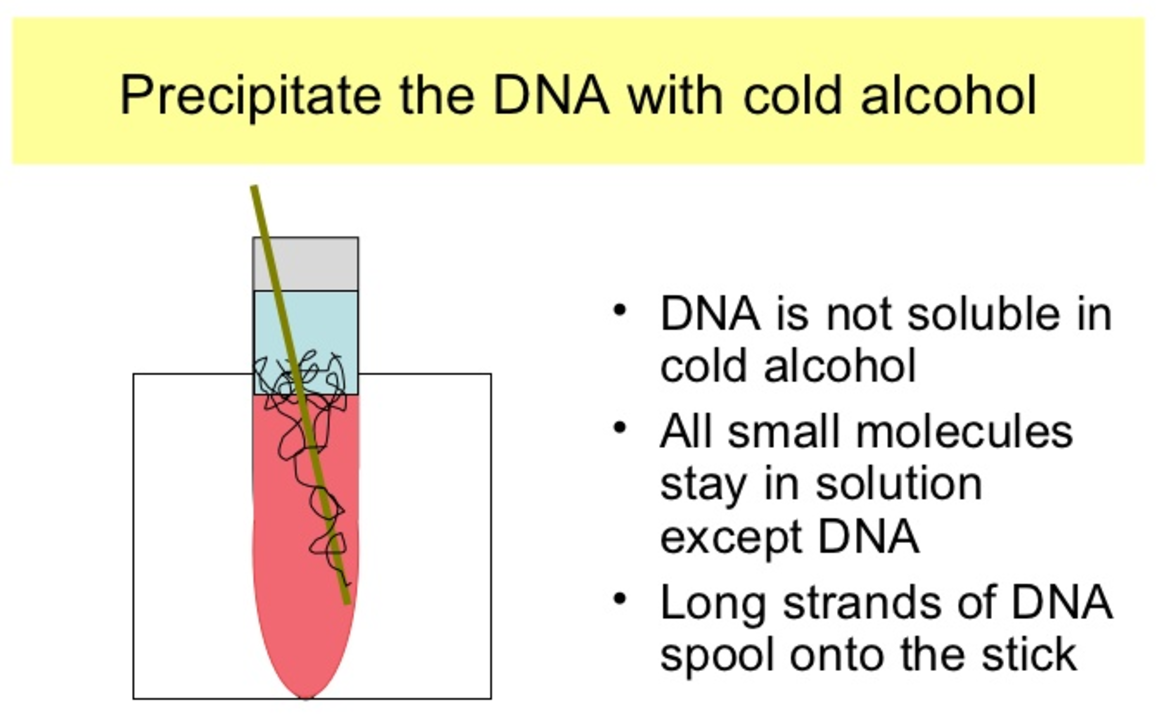 Precipitate the DNA with cold alcohol
• DNA is not soluble in
cold alcohol
• All small molecules
stay in solution
except DNA
• Long strands of DNA
spool onto the stick